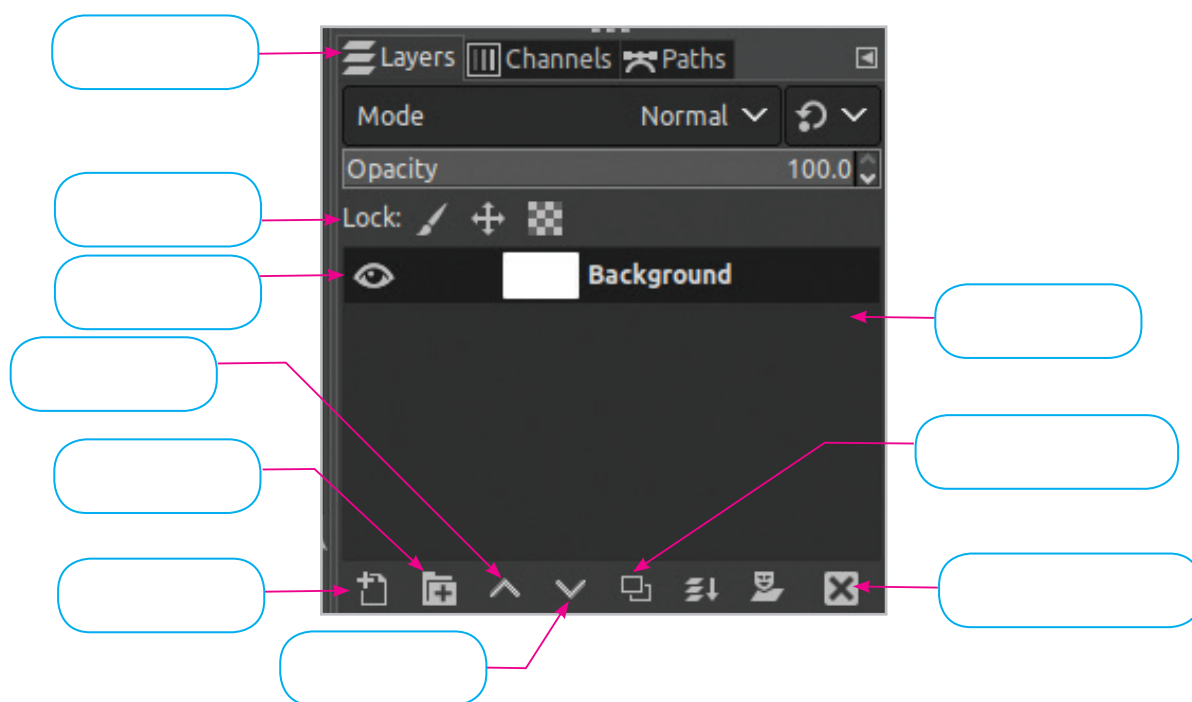 Layers Channels Paths
Mode Normal
Opacity 100.0
Lock:
Background